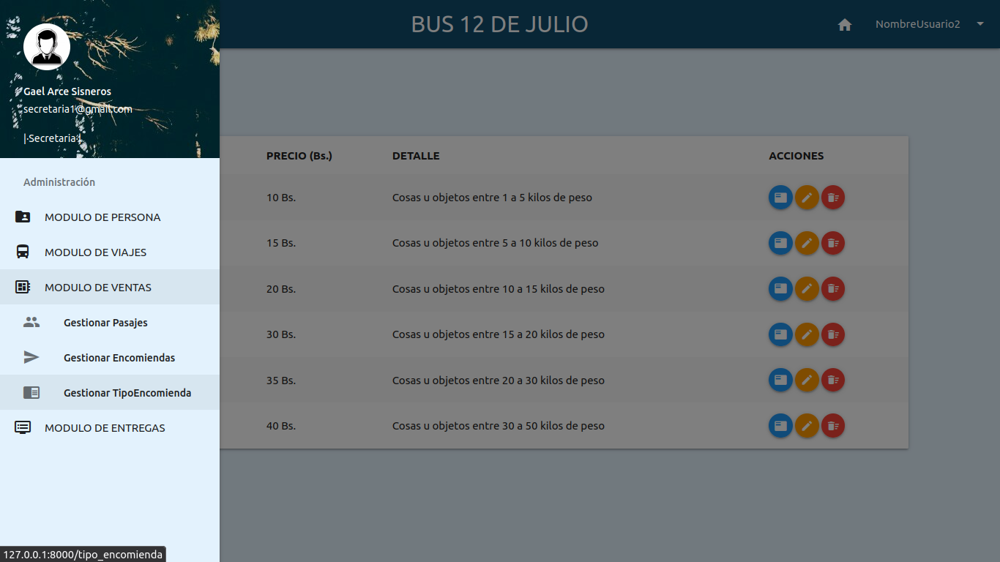 BUS 12 DE JULIO
NombreUsuario2
Gael Arce Sisneros
secretaria1@gmail.com
|·Secretaria·|
Administración
MODULO DE PERSONA
MODULO DE VIAJES
MODULO DE VENTAS
Gestionar Pasajes
Gestionar Encomiendas
Gestionar TipoEncomienda
MODULO DE ENTREGAS
PRECIO (Bs.) DETALLE ACCIONES
10 Bs. Cosas u objetos entre 1 a 5 kilos de peso
15 Bs. Cosas u objetos entre 5 a 10 kilos de peso
20 Bs. Cosas u objetos entre 10 a 15 kilos de peso
30 Bs. Cosas u objetos entre 15 a 20 kilos de peso
35 Bs. Cosas u objetos entre 20 a 30 kilos de peso
40 Bs. Cosas u objetos entre 30 a 50 kilos de peso
127.0.0.1:8000/tipo_encomienda